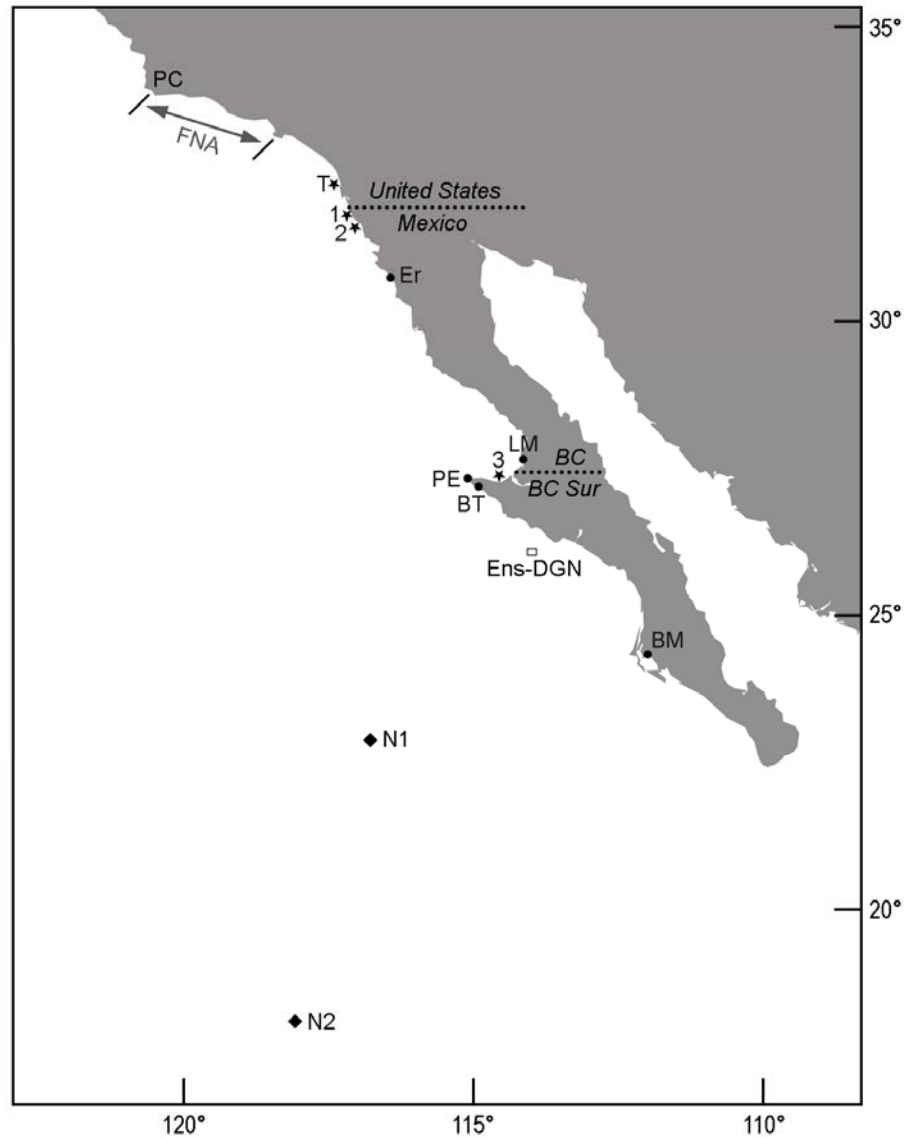 35°
PC
FNA
T
United States
1
Mexico
2
Er
30°
LM
3
BC
PE
BC Sur
BT
Ens-DGN
25°
BM
N1
20°
N2
120°
115°
110°